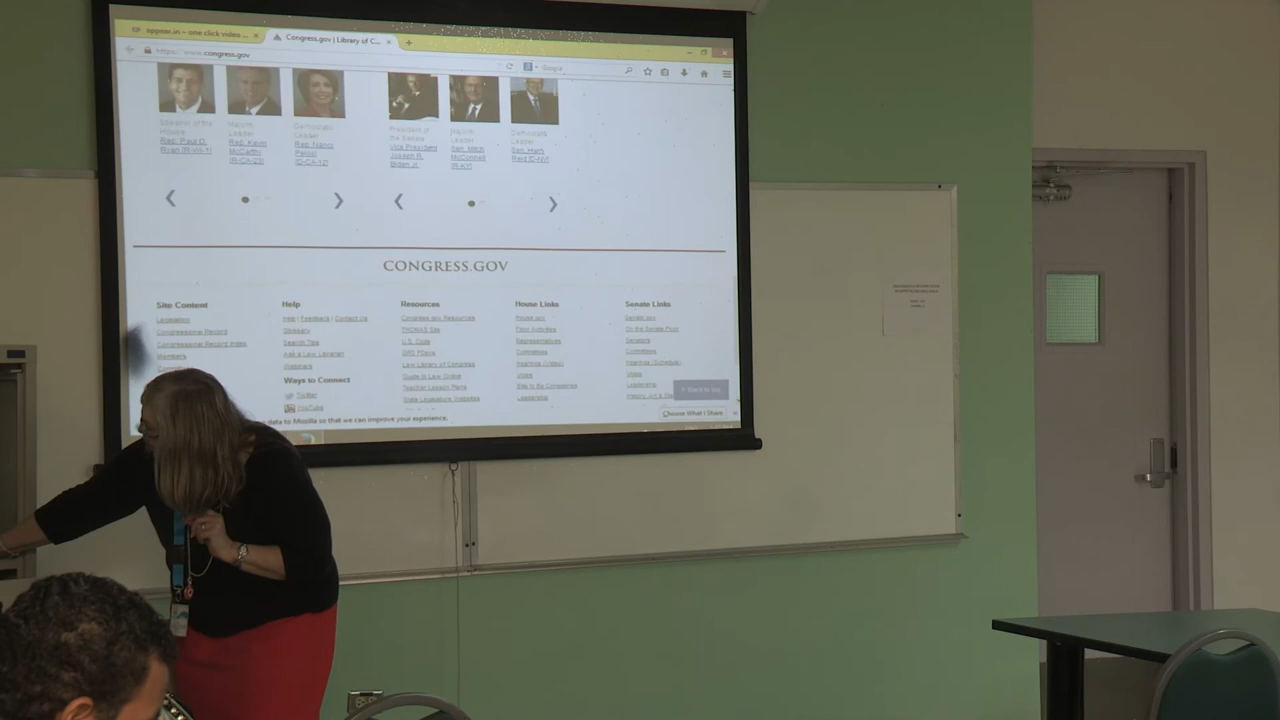 appear.in – one click video ...
Congress.gov | Library of C...
https://www.congress.gov
Google
Speaker of the
House
Rep. Paul D.
Ryan [R-WI-1]
Majority
Leader
Rep. Kevin
McCarthy
[R-CA-23]
Democratic
Leader
Rep. Nancy
Pelosi
[D-CA-12]
President of
the Senate
Vice President
Joseph R.
Biden Jr.
Majority
Leader
Sen. Mitch
McConnell
[R-KY]
Democratic
Leader
Sen. Harry
Reid [D-NV]
CONGRESS.GOV
Site Content
Legislation
Congressional Record
Congressional Record Index
Members
Help
Help | Feedback | Contact Us
Glossary
Search Tips
Ask a Law Librarian
Webinars
Ways to Connect
Twitter
YouTube
Resources
Congress.gov Resources
THOMAS Site
U.S. Code
GPO FDsys
Law Library of Congress
Guide to Law Online
Teacher Lesson Plans
State Legislature Websites
House Links
House.gov
Floor Activities
Representatives
Committees
Hearings (Video)
Video
Bills to Be Considered
Leadership
Senate Links
Senate.gov
On the Senate Floor
Senators
Committees
Hearings (Schedule)
Video
Leadership
Back to top
data to Mozilla so that we can improve your experience.
Choose What I Share